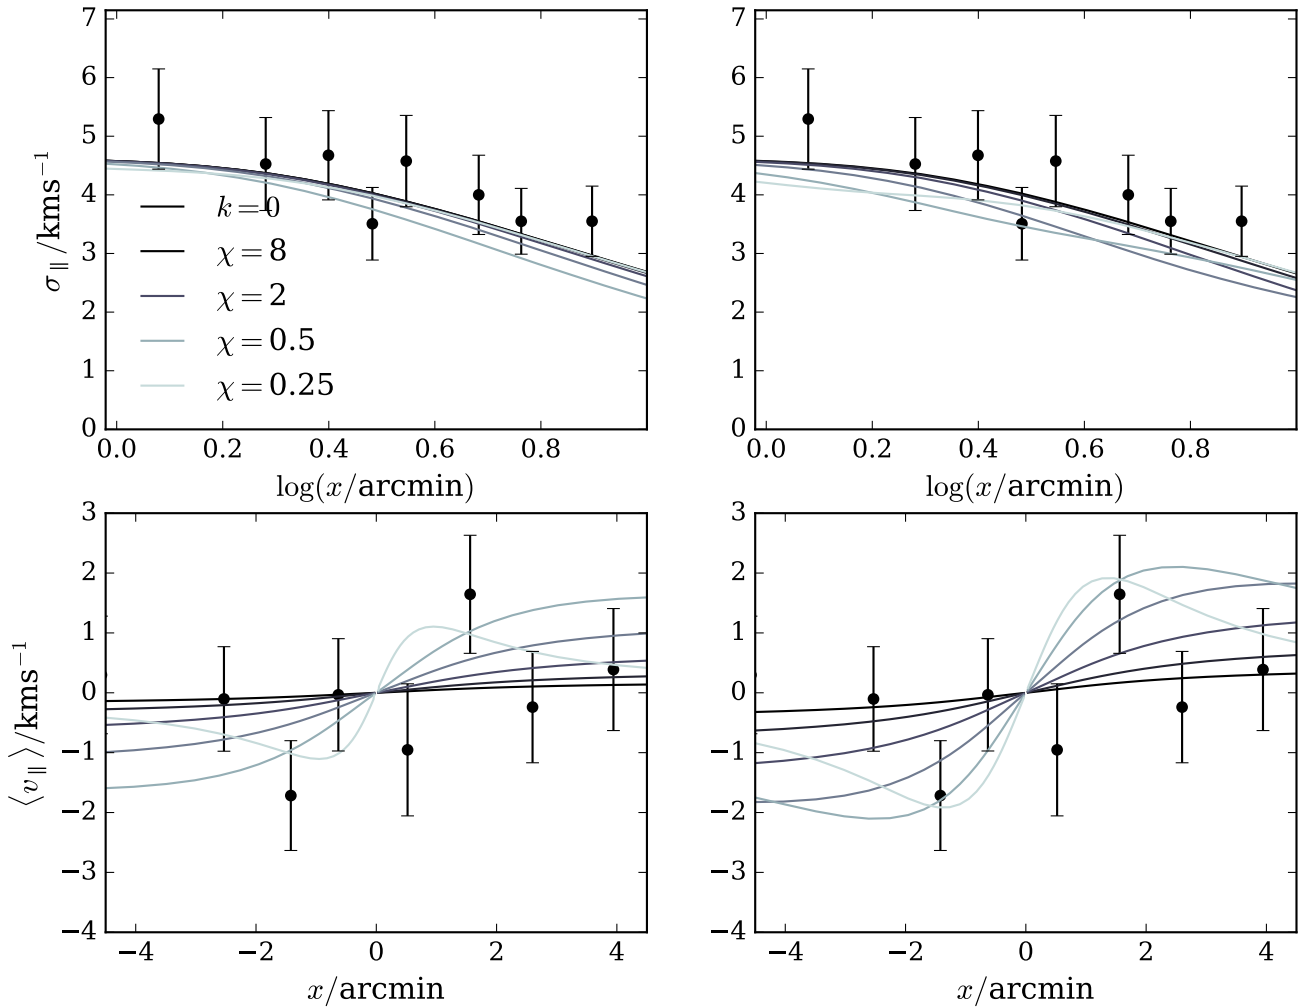 7
6
5
4
3
2
1
0
σ∥/kms⁻¹
k=0
χ=8
χ=2
χ=0.5
χ=0.25
0.0 0.2 0.4 0.6 0.8
log(x/arcmin)
7
6
5
4
3
2
1
0
0.0 0.2 0.4 0.6 0.8
log(x/arcmin)
3
2
1
0
−1
−2
−3
−4
⟨v∥⟩/kms⁻¹
−4 −2 0 2 4
x/arcmin
3
2
1
0
−1
−2
−3
−4
−4 −2 0 2 4
x/arcmin